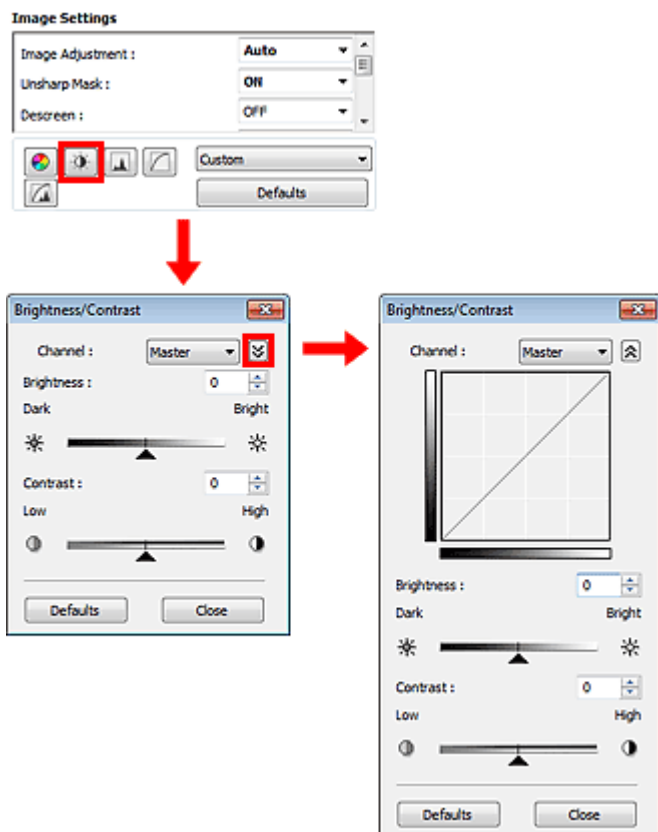 Image Settings
Image Adjustment : Auto
Unsharp Mask : ON
Descreen : OFF
Custom
Defaults
Brightness/Contrast
Channel : Master
Brightness : 0
Dark Bright
Contrast : 0
Low High
Defaults Close
Brightness/Contrast
Channel : Master
Brightness : 0
Dark Bright
Contrast : 0
Low High
Defaults Close